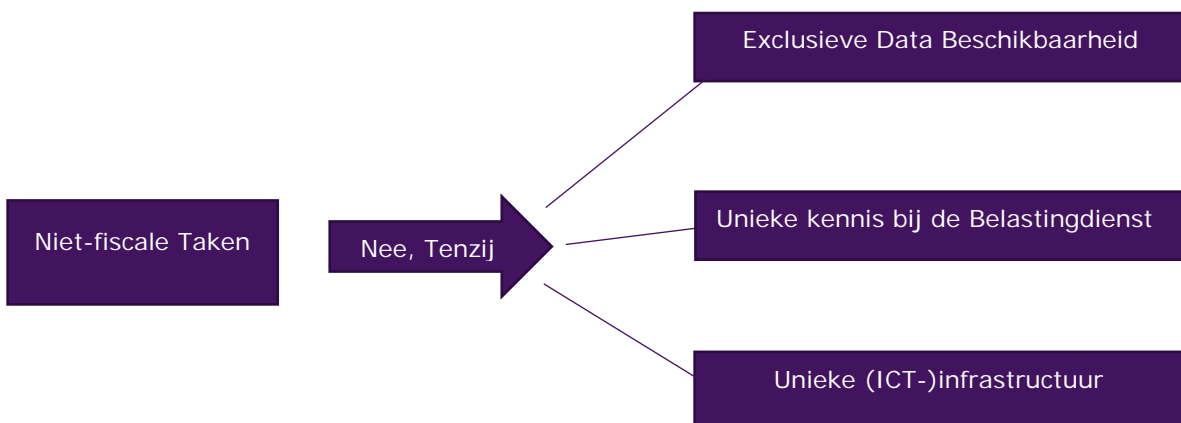 Exclusieve Data Beschikbaarheid
Niet-fiscale Taken
Nee, Tenzij
Unieke kennis bij de Belastingdienst
Unieke (ICT-)infrastructuur